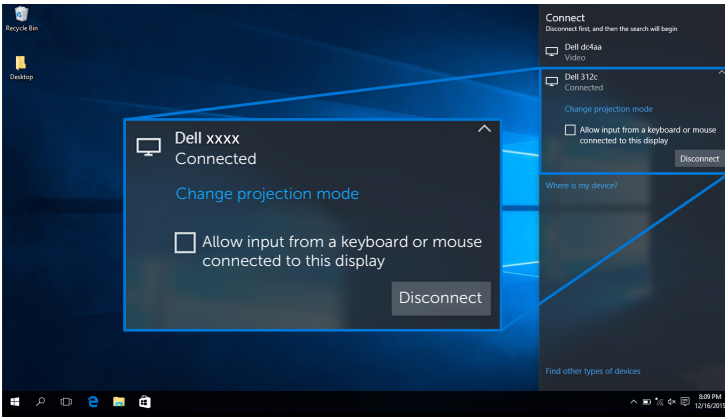 Recycle Bin
Desktop
Connect
Disconnect first, and then the search will begin
Dell dc4aa
Video
Dell 312c
Connected
Change projection mode
Allow input from a keyboard or mouse
connected to this display
Disconnect
Where is my device?
Find other types of devices
Dell xxxx
Connected
Change projection mode
Allow input from a keyboard or mouse
connected to this display
Disconnect
8:09 PM
12/16/2015